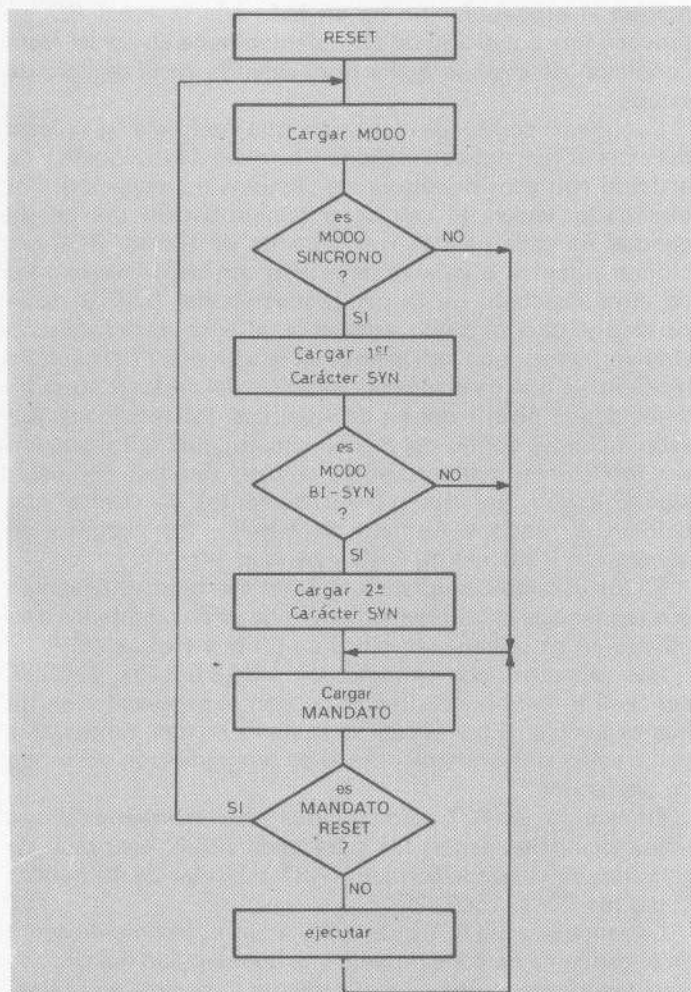 RESET
Cargar MODO
es
MODO
SINCRONO
?
NO
SI
Cargar 1er
Carácter SYN
es
MODO
BI-SYN
?
NO
SI
Cargar 2º
Carácter SYN
Cargar
MANDATO
SI
es
MANDATO
RESET
?
NO
ejecutar